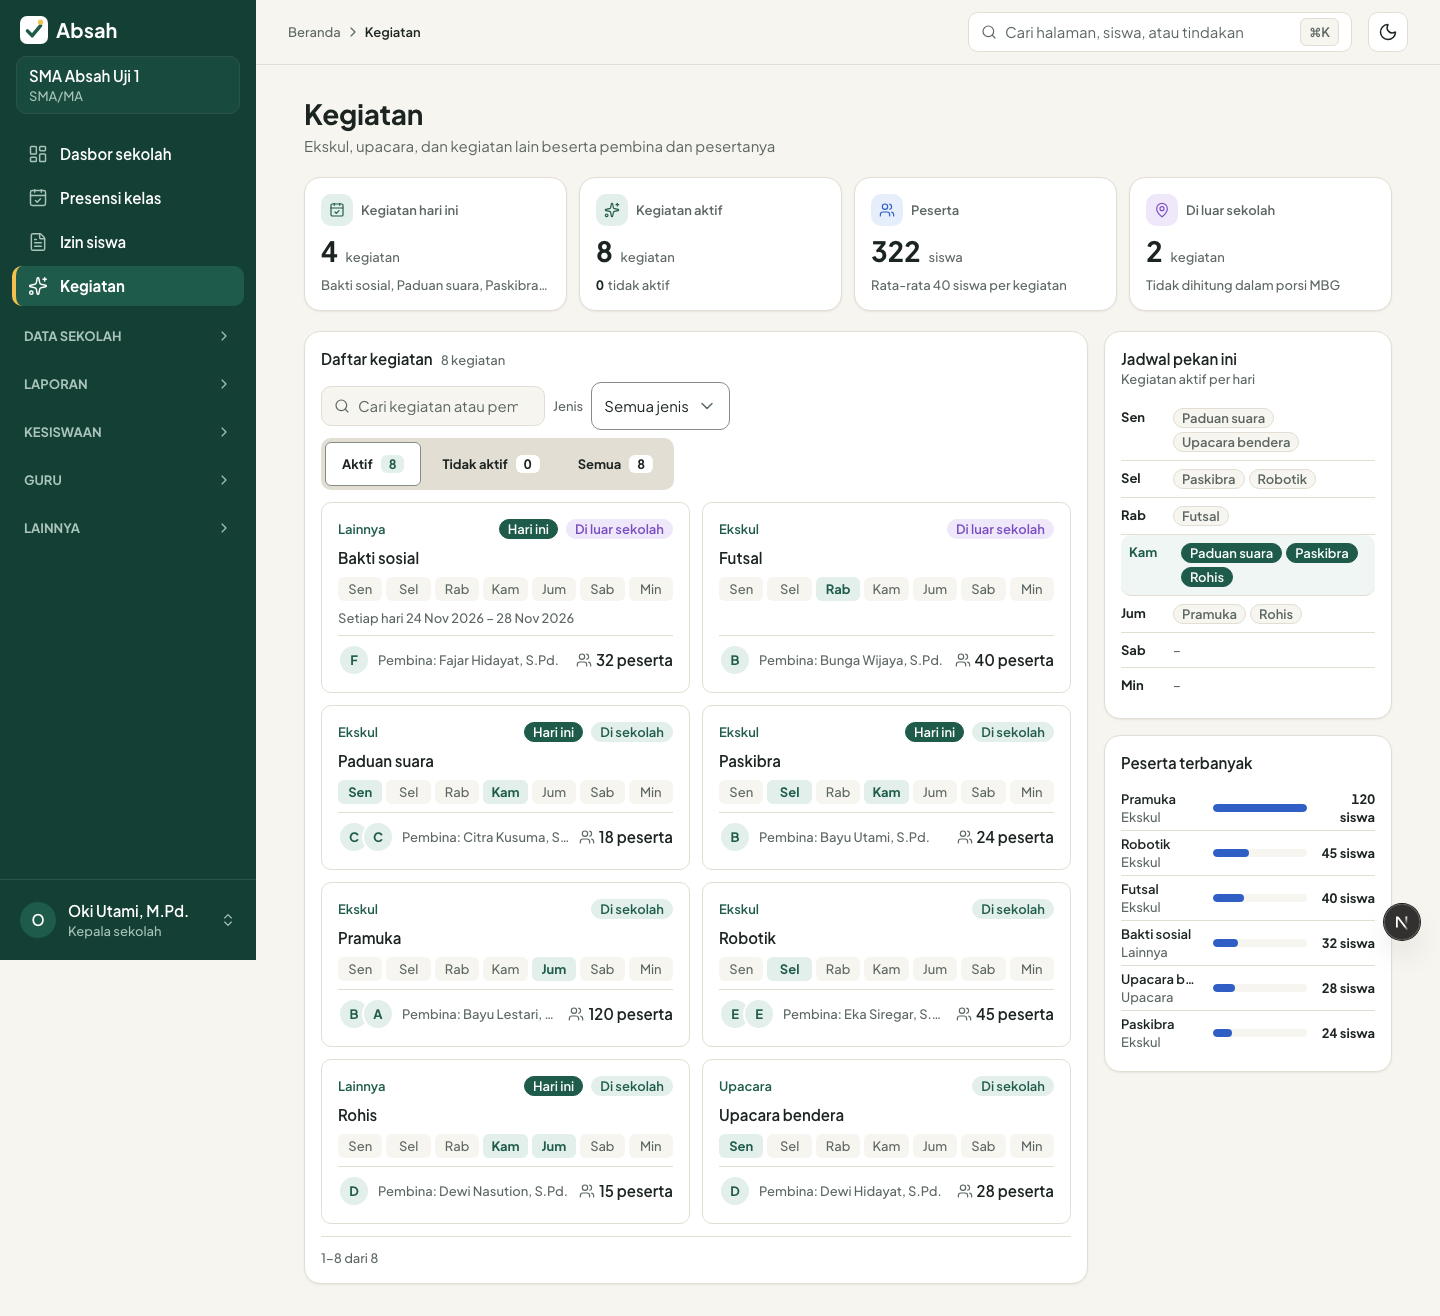 Absah
SMA Absah Uji 1
SMA/MA
Dasbor sekolah
Presensi kelas
Izin siswa
Kegiatan
DATA SEKOLAH
LAPORAN
KESISWAAN
GURU
LAINNYA
O
Oki Utami, M.Pd.
Kepala sekolah
Beranda > Kegiatan
Cari halaman, siswa, atau tindakan ⌘K
Kegiatan
Ekskul, upacara, dan kegiatan lain beserta pembina dan pesertanya
Kegiatan hari ini
4 kegiatan
Bakti sosial, Paduan suara, Paskibra...
Kegiatan aktif
8 kegiatan
0 tidak aktif
Peserta
322 siswa
Rata-rata 40 siswa per kegiatan
Di luar sekolah
2 kegiatan
Tidak dihitung dalam porsi MBG
Daftar kegiatan 8 kegiatan
Cari kegiatan atau pem Jenis Semua jenis
Aktif 8 Tidak aktif 0 Semua 8
Lainnya Hari ini Di luar sekolah
Bakti sosial
Sen Sel Rab Kam Jum Sab Min
Setiap hari 24 Nov 2026 – 28 Nov 2026
F Pembina: Fajar Hidayat, S.Pd. 32 peserta
Ekskul Di luar sekolah
Futsal
Sen Sel Rab Kam Jum Sab Min
B Pembina: Bunga Wijaya, S.Pd. 40 peserta
Ekskul Hari ini Di sekolah
Paduan suara
Sen Sel Rab Kam Jum Sab Min
C C Pembina: Citra Kusuma, S... 18 peserta
Ekskul Hari ini Di sekolah
Paskibra
Sen Sel Rab Kam Jum Sab Min
B Pembina: Bayu Utami, S.Pd. 24 peserta
Ekskul Di sekolah
Pramuka
Sen Sel Rab Kam Jum Sab Min
B A Pembina: Bayu Lestari, ... 120 peserta
Ekskul Di sekolah
Robotik
Sen Sel Rab Kam Jum Sab Min
E E Pembina: Eka Siregar, S.... 45 peserta
Lainnya Hari ini Di sekolah
Rohis
Sen Sel Rab Kam Jum Sab Min
D Pembina: Dewi Nasution, S.Pd. 15 peserta
Upacara Di sekolah
Upacara bendera
Sen Sel Rab Kam Jum Sab Min
D Pembina: Dewi Hidayat, S.Pd. 28 peserta
1–8 dari 8
Jadwal pekan ini
Kegiatan aktif per hari
Sen Paduan suara
Upacara bendera
Sel Paskibra Robotik
Rab Futsal
Kam Paduan suara Paskibra
Rohis
Jum Pramuka Rohis
Sab –
Min –
Peserta terbanyak
Pramuka 120
Ekskul siswa
Robotik
Ekskul 45 siswa
Futsal
Ekskul 40 siswa
Bakti sosial
Lainnya 32 siswa
Upacara b...
Upacara 28 siswa
Paskibra
Ekskul 24 siswa
N